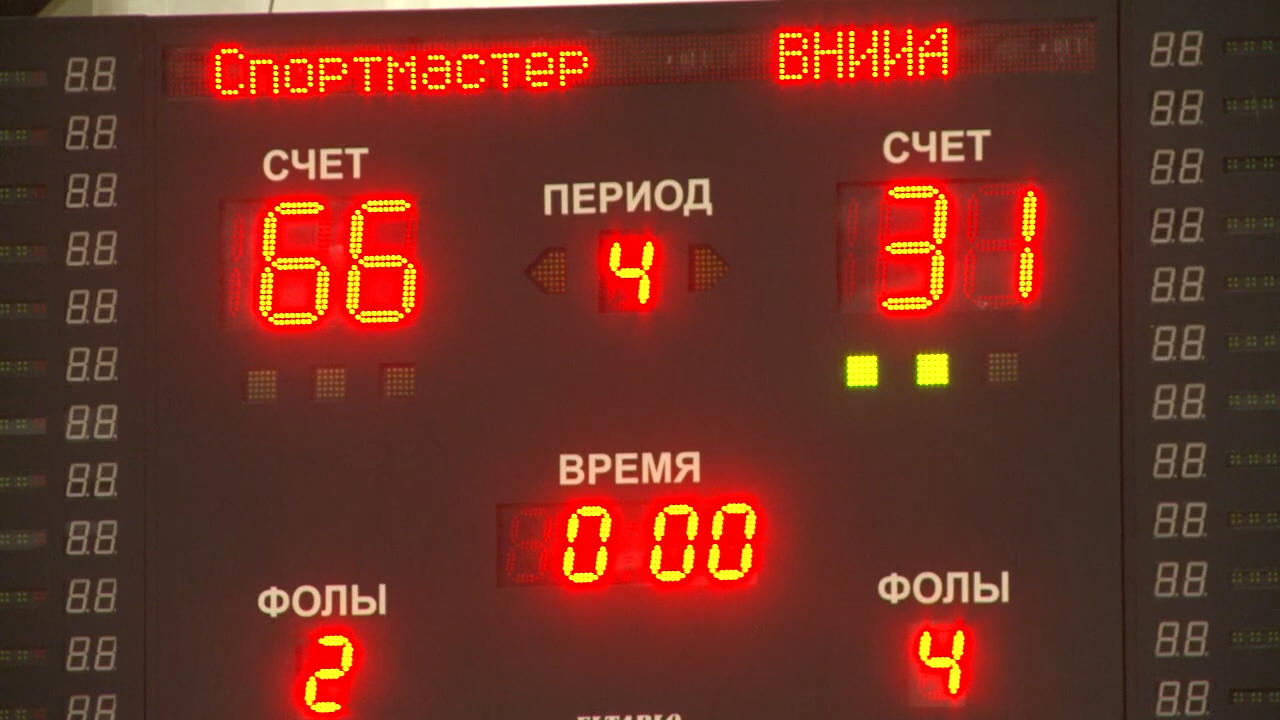 Спортмастер ВНИИА
СЧЕТ СЧЕТ
ПЕРИОД
66 4 31
ВРЕМЯ
0 00
ФОЛЫ ФОЛЫ
2 4